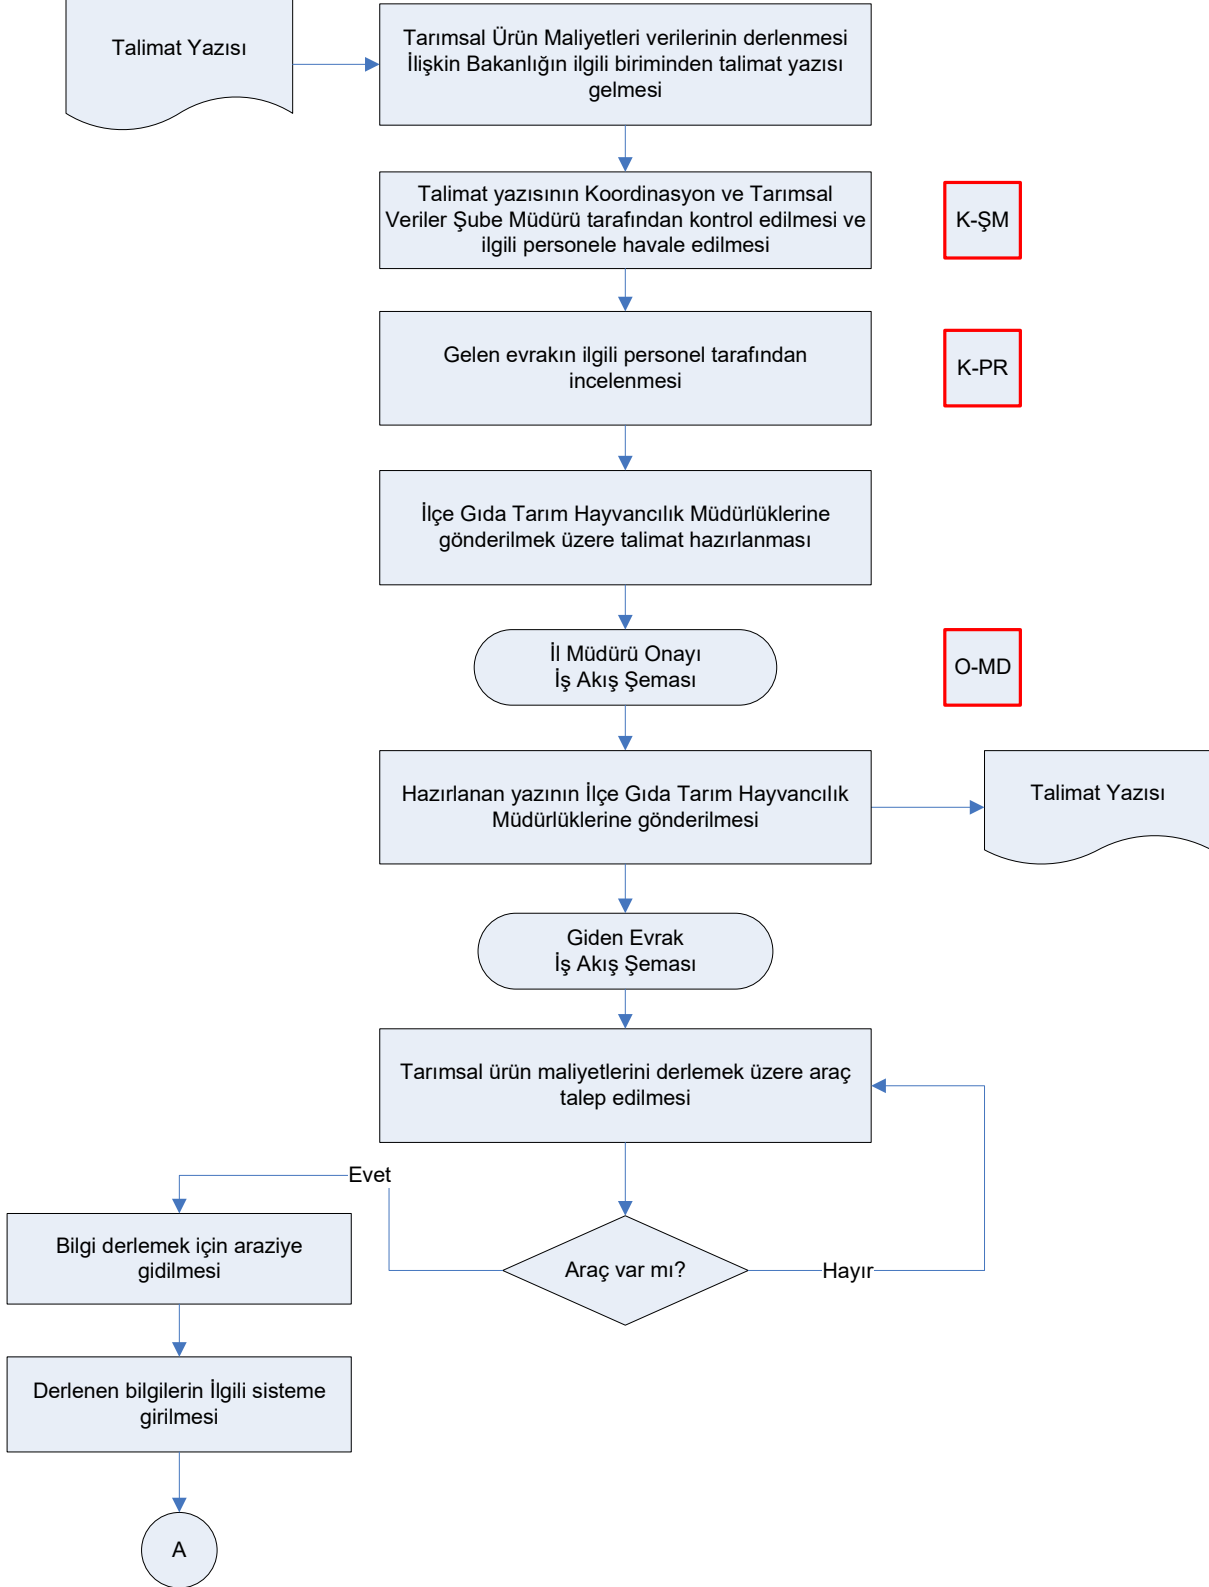 Talimat Yazısı
Tarımsal Ürün Maliyetleri verilerinin derlenmesi
İlişkin Bakanlığın ilgili biriminden talimat yazısı
gelmesi
Talimat yazısının Koordinasyon ve Tarımsal
Veriler Şube Müdürü tarafından kontrol edilmesi ve
ilgili personele havale edilmesi
K-ŞM
Gelen evrakın ilgili personel tarafından
incelenmesi
K-PR
İlçe Gıda Tarım Hayvancılık Müdürlüklerine
gönderilmek üzere talimat hazırlanması
İl Müdürü Onayı
İş Akış Şeması
O-MD
Hazırlanan yazının İlçe Gıda Tarım Hayvancılık
Müdürlüklerine gönderilmesi
Talimat Yazısı
Giden Evrak
İş Akış Şeması
Tarımsal ürün maliyetlerini derlemek üzere araç
talep edilmesi
Evet
Araç var mı?
Hayır
Bilgi derlemek için araziye
gidilmesi
Derlenen bilgilerin İlgili sisteme
girilmesi
A